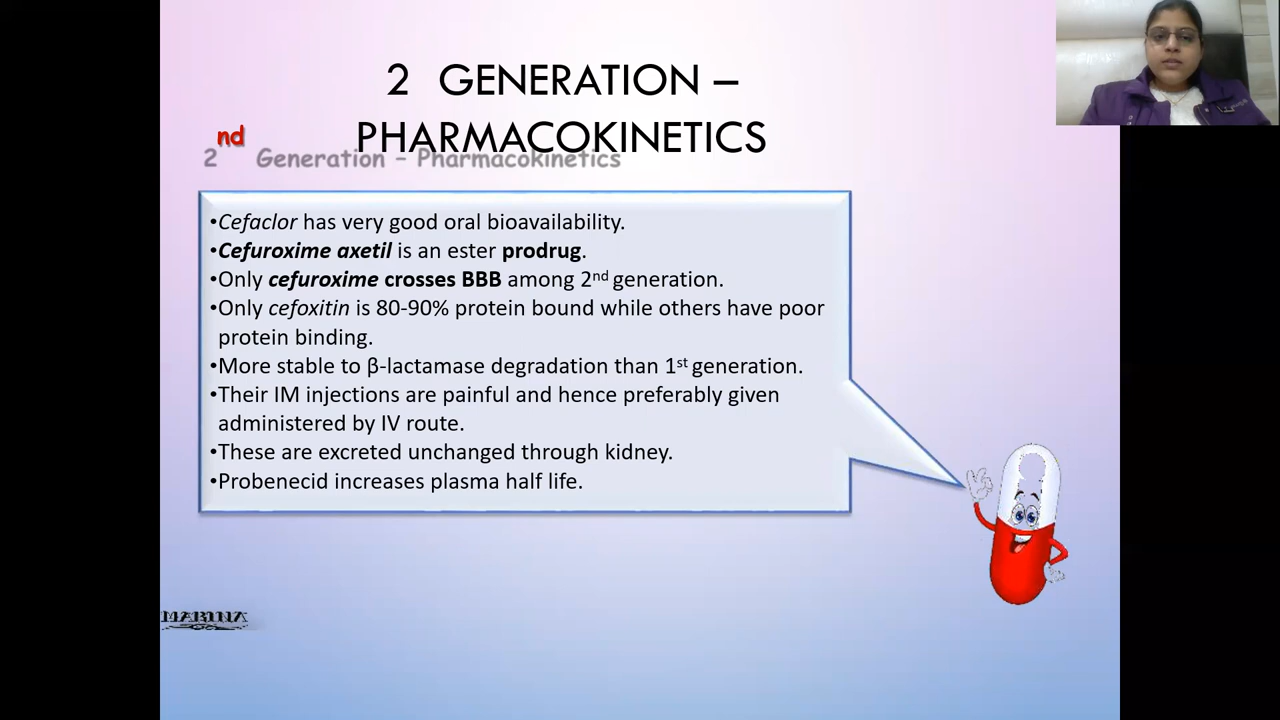 2 GENERATION –
PHARMACOKINETICS
2nd Generation – Pharmacokinetics
•Cefaclor has very good oral bioavailability.
•Cefuroxime axetil is an ester prodrug.
•Only cefuroxime crosses BBB among 2nd generation.
•Only cefoxitin is 80-90% protein bound while others have poor
protein binding.
•More stable to β-lactamase degradation than 1st generation.
•Their IM injections are painful and hence preferably given
administered by IV route.
•These are excreted unchanged through kidney.
•Probenecid increases plasma half life.